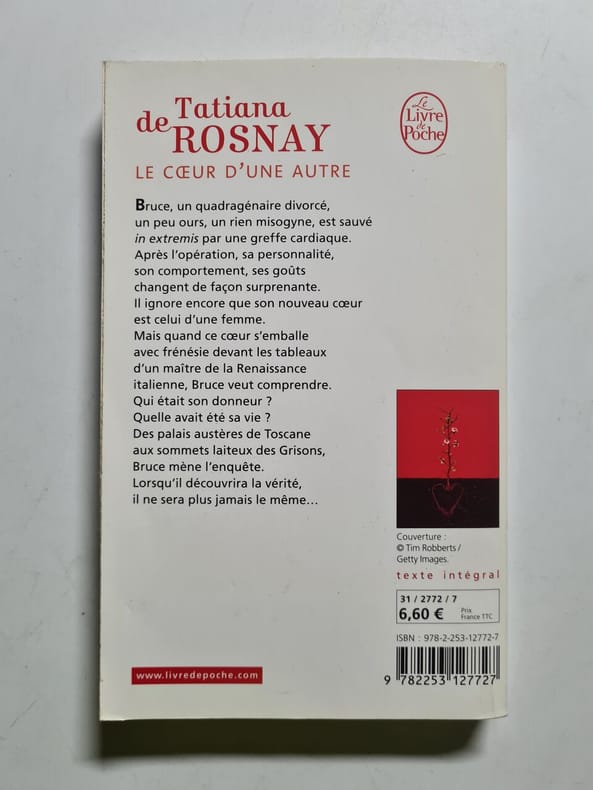 Tatiana
de ROSNAY
LE CŒUR D'UNE AUTRE
Le
Livre
de
Poche
Bruce, un quadragénaire divorcé,
un peu ours, un rien misogyne, est sauvé
in extremis par une greffe cardiaque.
Après l'opération, sa personnalité,
son comportement, ses goûts
changent de façon surprenante.
Il ignore encore que son nouveau cœur
est celui d'une femme.
Mais quand ce cœur s'emballe
avec frénésie devant les tableaux
d'un maître de la Renaissance
italienne, Bruce veut comprendre.
Qui était son donneur ?
Quelle avait été sa vie ?
Des palais austères de Toscane
aux sommets laiteux des Grisons,
Bruce mène l'enquête.
Lorsqu'il découvrira la vérité,
il ne sera plus jamais le même…
Couverture :
© Tim Robberts /
Getty Images.
texte intégral
31 / 2772 / 7
6,60 €
Prix
France TTC
ISBN : 978-2-253-12772-7
9 782253 127727
www.livredepoche.com